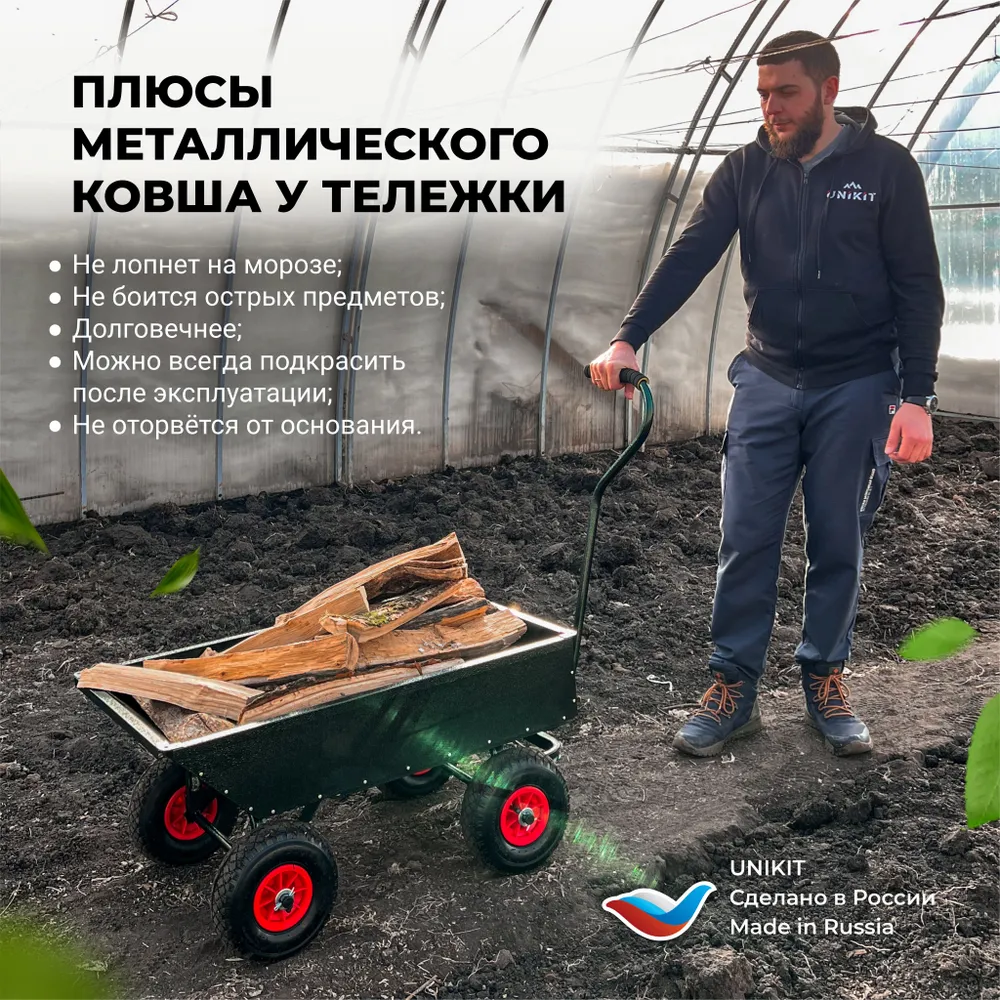 ПЛЮСЫ
МЕТАЛЛИЧЕСКОГО
КОВША У ТЕЛЕЖКИ
● Не лопнет на морозе;
● Не боится острых предметов;
● Долговечнее;
● Можно всегда подкрасить
после эксплуатации;
● Не оторвётся от основания.
UNIKIT
UNIKIT
Сделано в России
Made in Russia